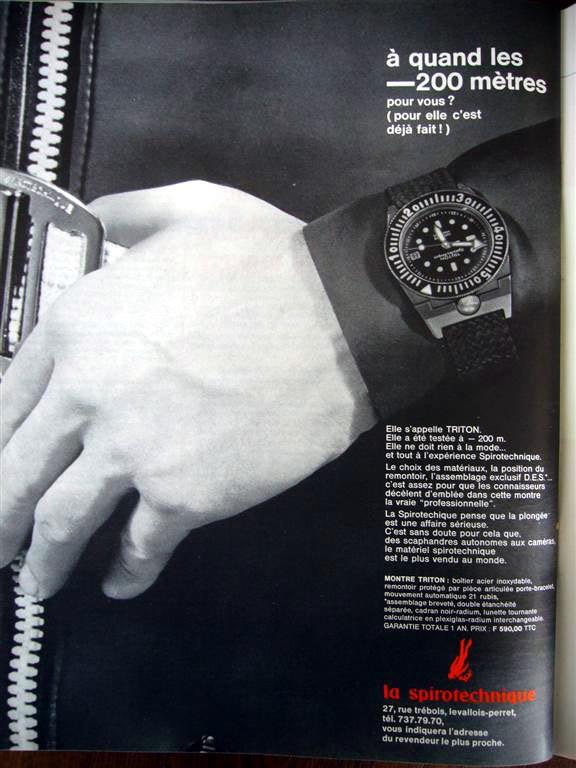 à quand les
—200 mètres
pour vous ?
( pour elle c'est
déjà fait ! )
10 20 30 40 50
TRITON
Elle s'appelle TRITON.
Elle a été testée à — 200 m.
Elle ne doit rien à la mode...
et tout à l'expérience Spirotechnique.
Le choix des matériaux, la position du
remontoir, l'assemblage exclusif D.E.S.*...
c'est assez pour que les connaisseurs
décèlent d'emblée dans cette montre
la vraie "professionnelle".
La Spirotechique pense que la plongée
est une affaire sérieuse.
C'est sans doute pour cela que,
des scaphandres autonomes aux caméras,
le matériel spirotechnique
est le plus vendu au monde.
MONTRE TRITON : boîtier acier inoxydable,
remontoir protégé par pièce articulée porte-bracelet,
mouvement automatique 21 rubis,
*assemblage breveté, double étanchéité
séparée, cadran noir-radium, lunette tournante
calculatrice en plexiglas-radium interchangeable.
GARANTIE TOTALE 1 AN. PRIX : F 590,00 TTC
la spirotechnique
27, rue trébois, levallois-perret,
tél. 737.79.70,
vous indiquera l'adresse
du revendeur le plus proche.